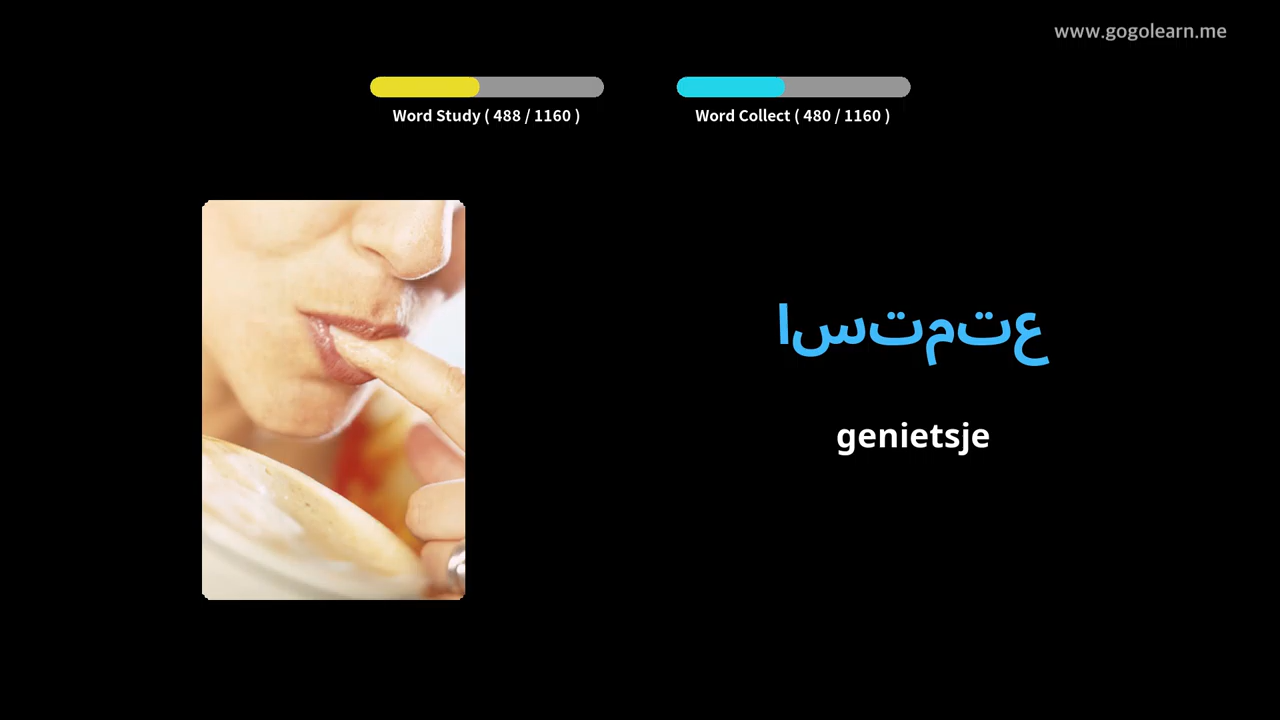 www.gogolearn.me
Word Study ( 488 / 1160 )
Word Collect ( 480 / 1160 )
استمتع
genietsje